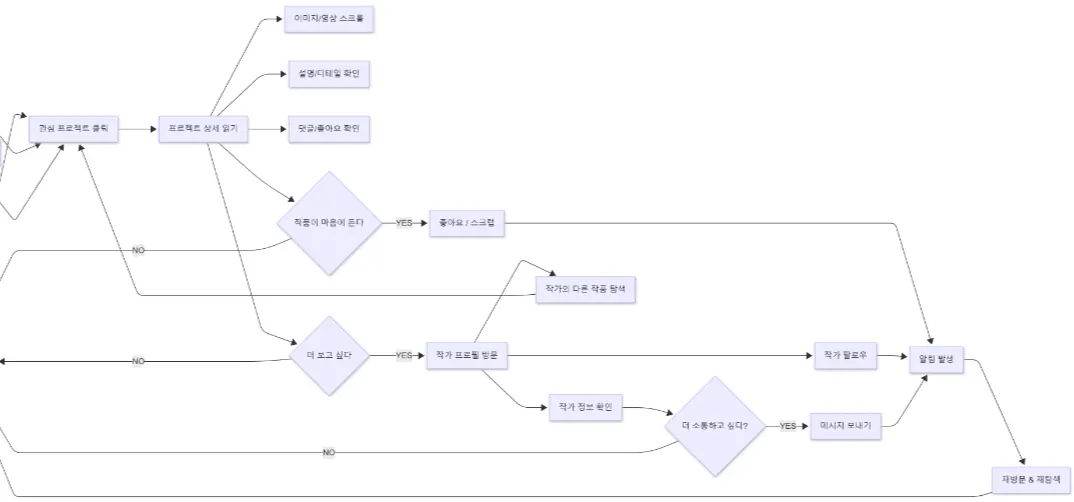 이미지/영상 스크롤
설명/디테일 확인
관심 프로젝트 클릭
프로젝트 상세 읽기
댓글/좋아요 확인
작품이 마음에 든다
YES
좋아요 / 스크랩
NO
작가의 다른 작품 탐색
더 보고 싶다
YES
작가 프로필 방문
작가 팔로우
알림 발생
NO
작가 정보 확인
더 소통하고 싶다?
YES
메시지 보내기
NO
재방문 & 재탐색